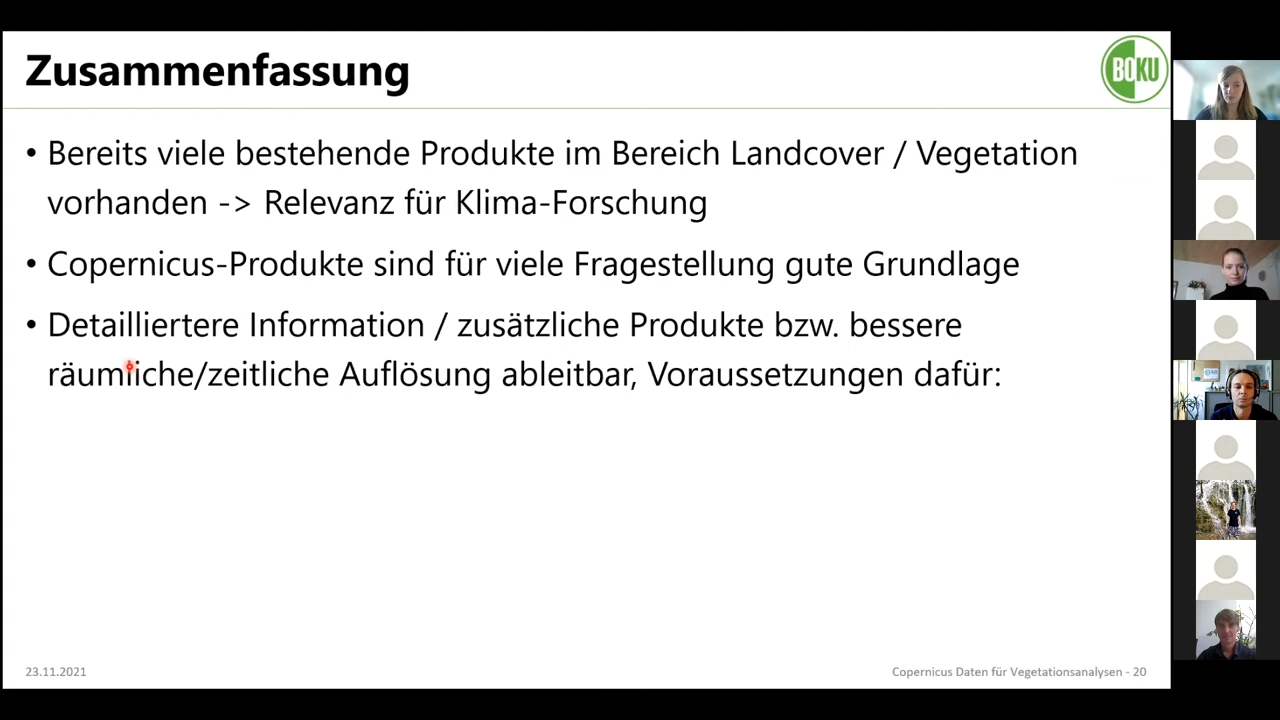 Zusammenfassung
BOKU
• Bereits viele bestehende Produkte im Bereich Landcover / Vegetation
vorhanden -> Relevanz für Klima-Forschung
• Copernicus-Produkte sind für viele Fragestellung gute Grundlage
• Detailliertere Information / zusätzliche Produkte bzw. bessere
räumliche/zeitliche Auflösung ableitbar, Voraussetzungen dafür:
23.11.2021
Copernicus Daten für Vegetationsanalysen - 20